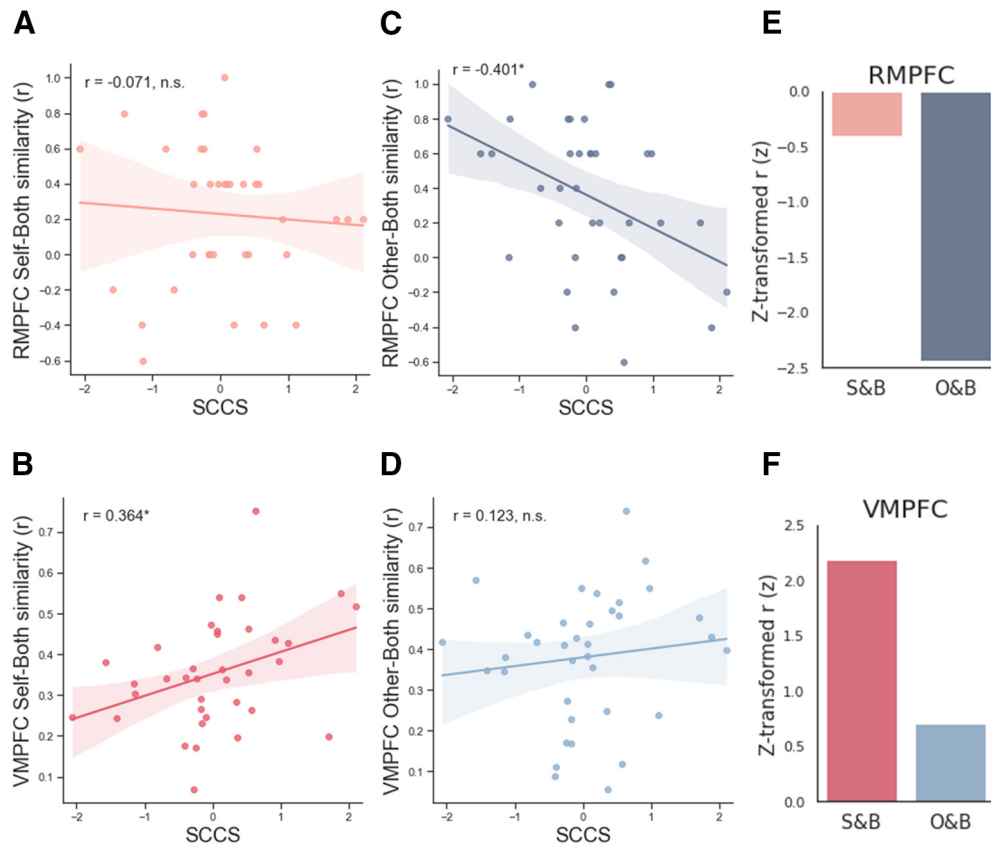 A
RMPFC Self-Both similarity (r)
r = -0.071, n.s.
1.0
0.8
0.6
0.4
0.2
0.0
−0.2
−0.4
−0.6
−2 −1 0 1 2
SCCS
C
RMPFC Other-Both similarity (r)
r = -0.401*
1.0
0.8
0.6
0.4
0.2
0.0
−0.2
−0.4
−0.6
−2 −1 0 1 2
SCCS
E
RMPFC
Z-transformed r (z)
0.0
−0.5
−1.0
−1.5
−2.0
−2.5
S&B O&B
B
VMPFC Self-Both similarity (r)
r = 0.364*
0.7
0.6
0.5
0.4
0.3
0.2
0.1
−2 −1 0 1 2
SCCS
D
VMPFC Other-Both similarity (r)
r = 0.123, n.s.
0.7
0.6
0.5
0.4
0.3
0.2
0.1
−2 −1 0 1 2
SCCS
F
VMPFC
Z-transformed r (z)
2.5
2.0
1.5
1.0
0.5
0.0
S&B O&B